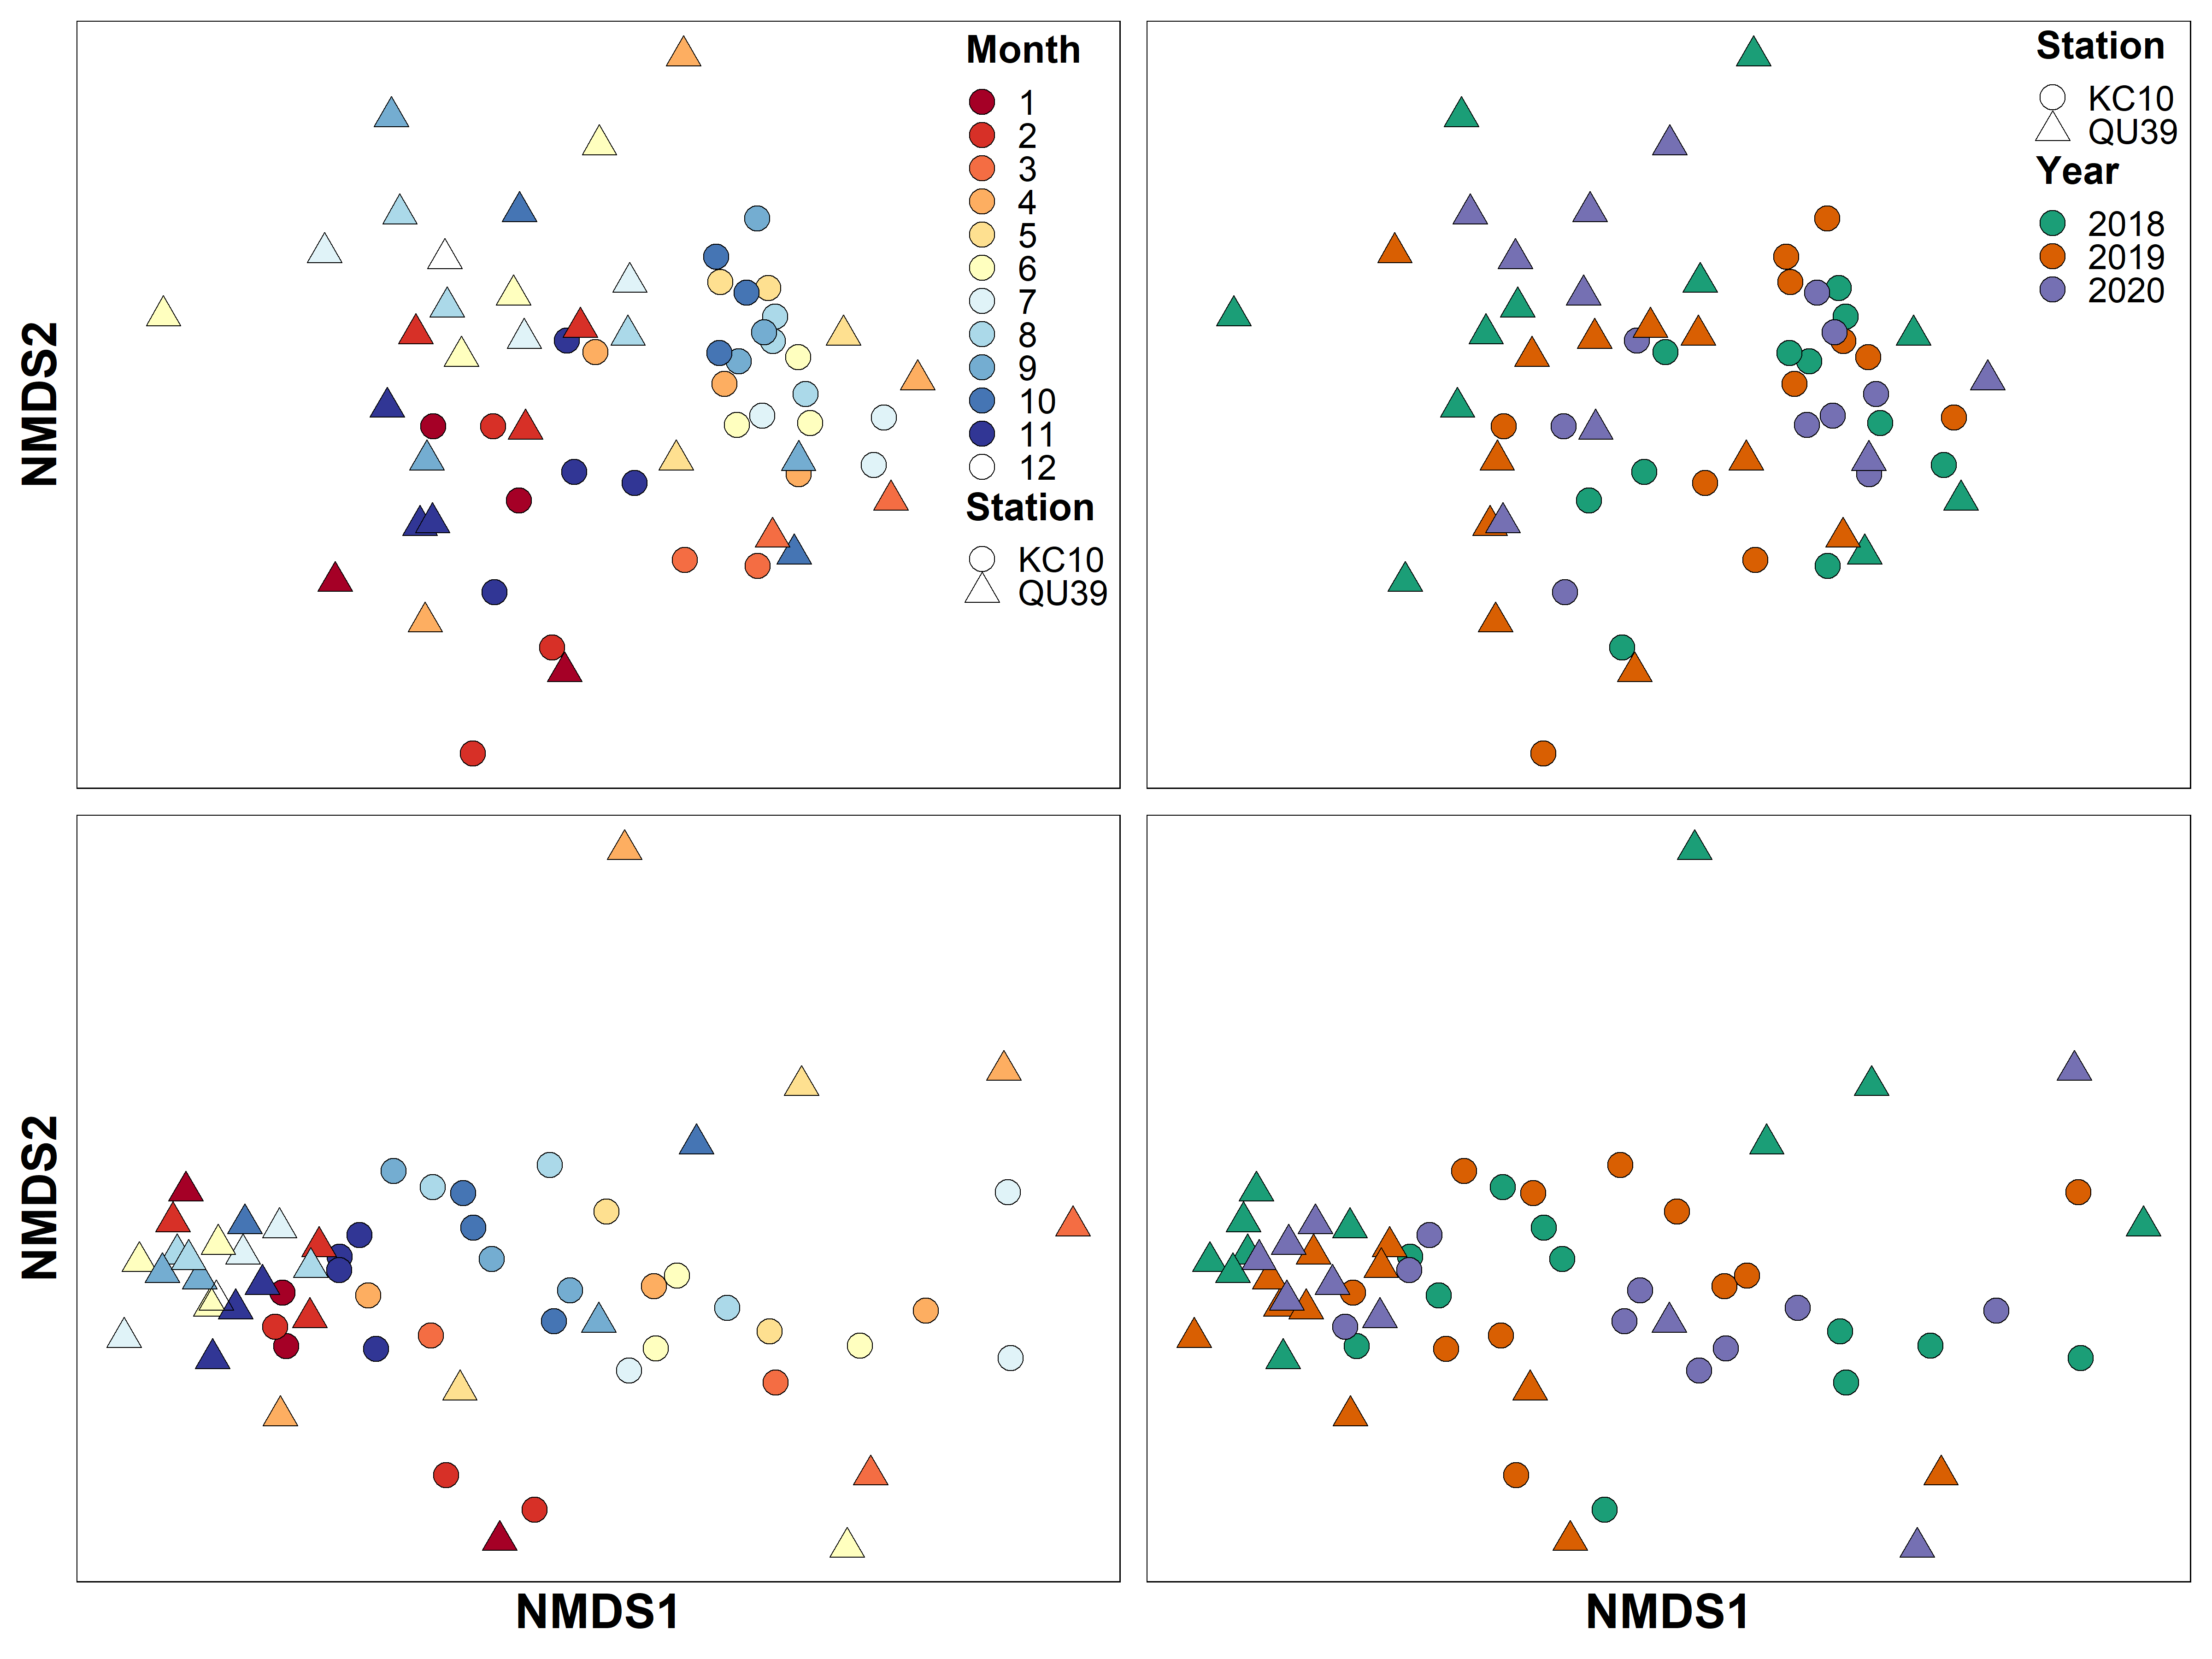 Month
1
2
3
4
5
6
7
8
9
10
11
12
Station
KC10
QU39
Station
KC10
QU39
Year
2018
2019
2020
NMDS2
NMDS2
NMDS1
NMDS1